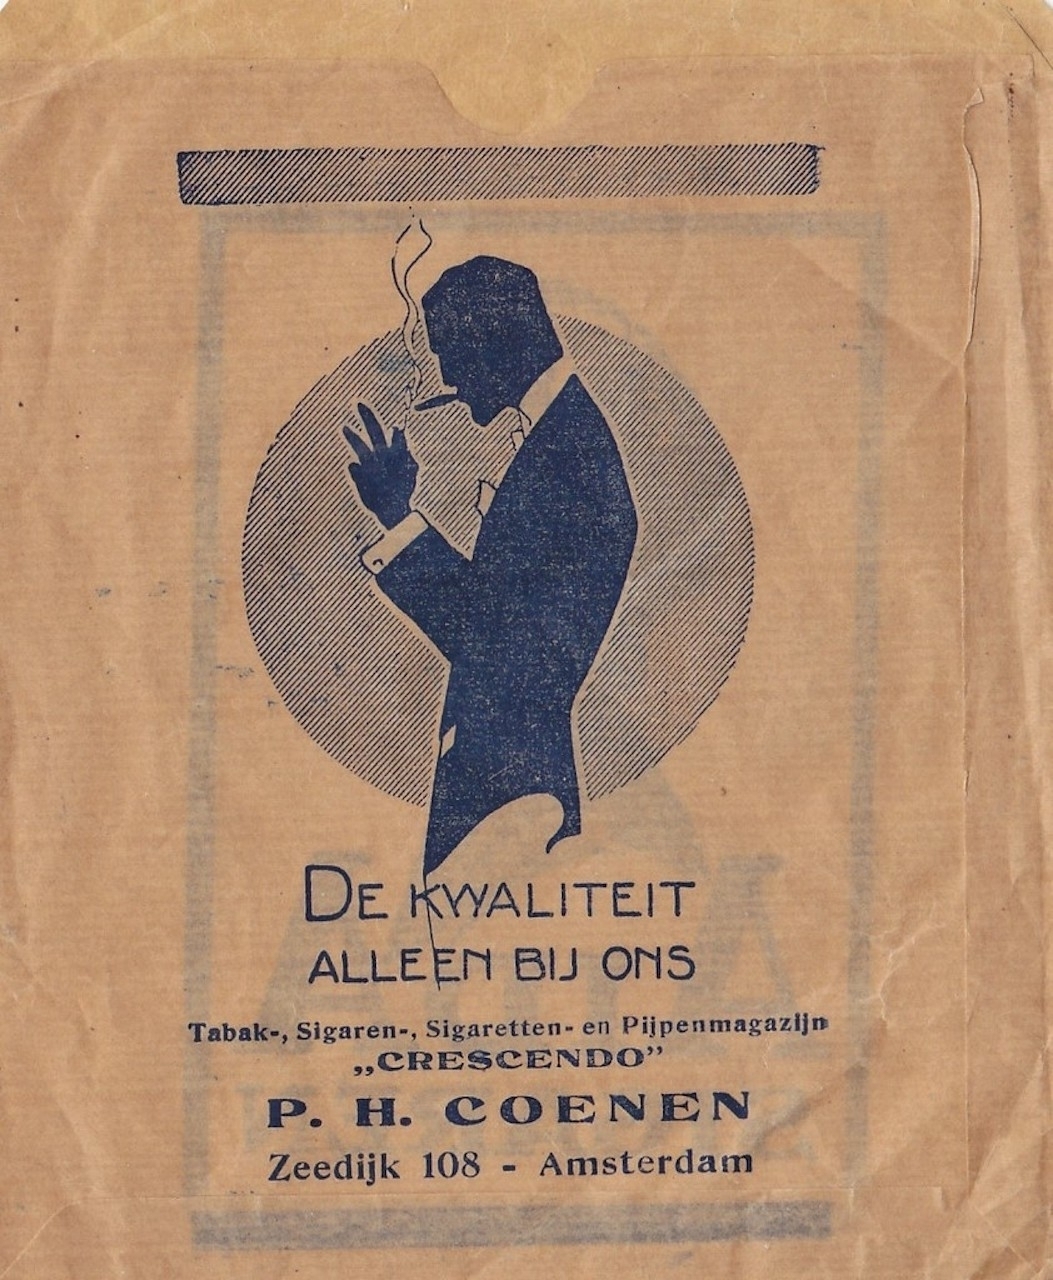 DE KWALITEIT
ALLEEN BIJ ONS
Tabak-, Sigaren-, Sigaretten- en Pijpenmagazijn
„CRESCENDO”
P. H. COENEN
Zeedijk 108 - Amsterdam